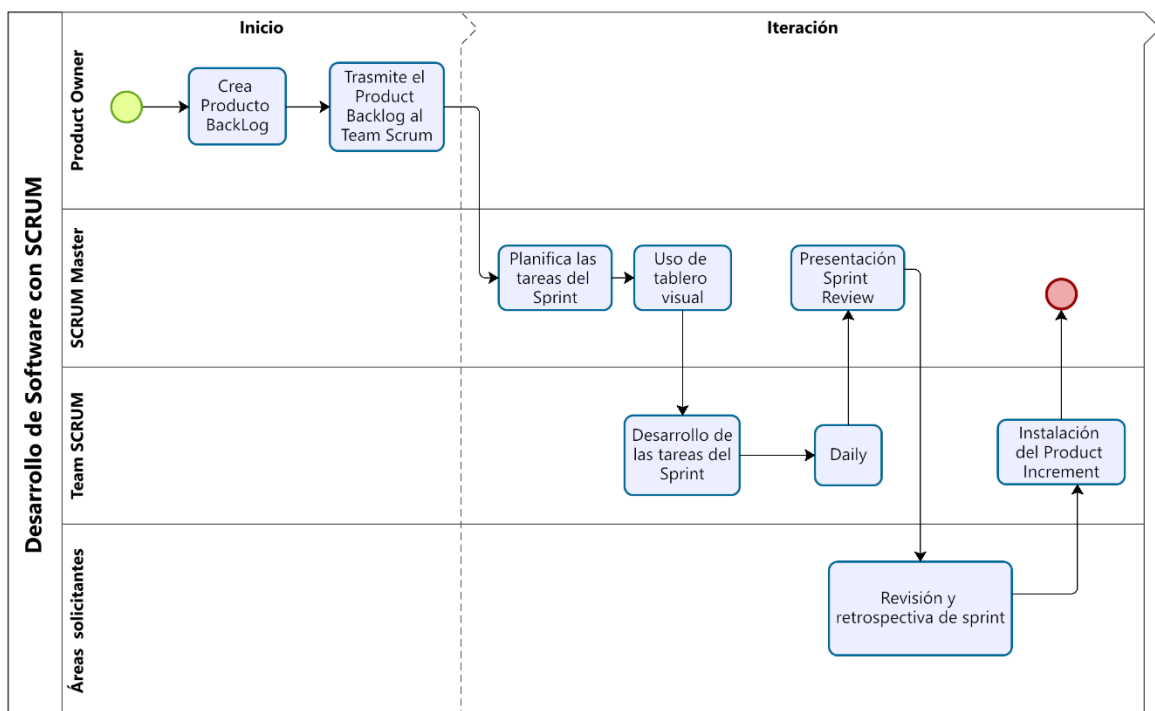 Desarrollo de Software con SCRUM
Inicio
Iteración
Product Owner
Crea
Producto
BackLog
Trasmite el
Product
Backlog al
Team Scrum
SCRUM Master
Planifica las
tareas del
Sprint
Uso de
tablero
visual
Presentación
Sprint
Review
Team SCRUM
Desarrollo de
las tareas del
Sprint
Daily
Instalación
del Product
Increment
Áreas solicitantes
Revisión y
retrospectiva de sprint